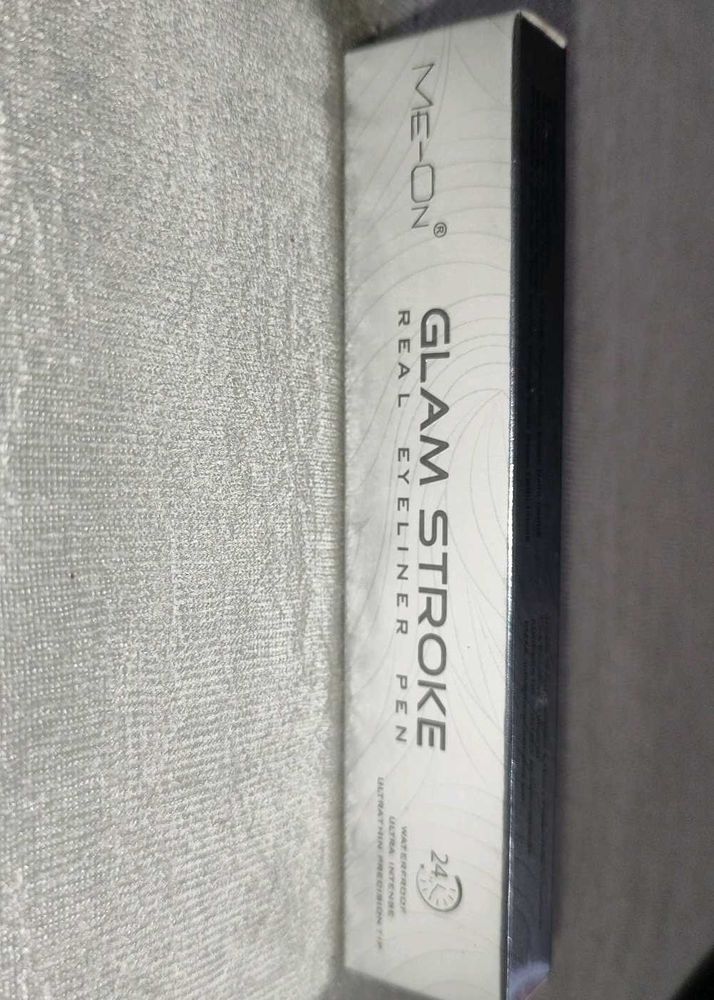 ME-ON®
GLAM STROKE
REAL EYELINER PEN
24
WATERPROOF
ULTRA INTENSE
ULTRATHIN PRECISION TIP